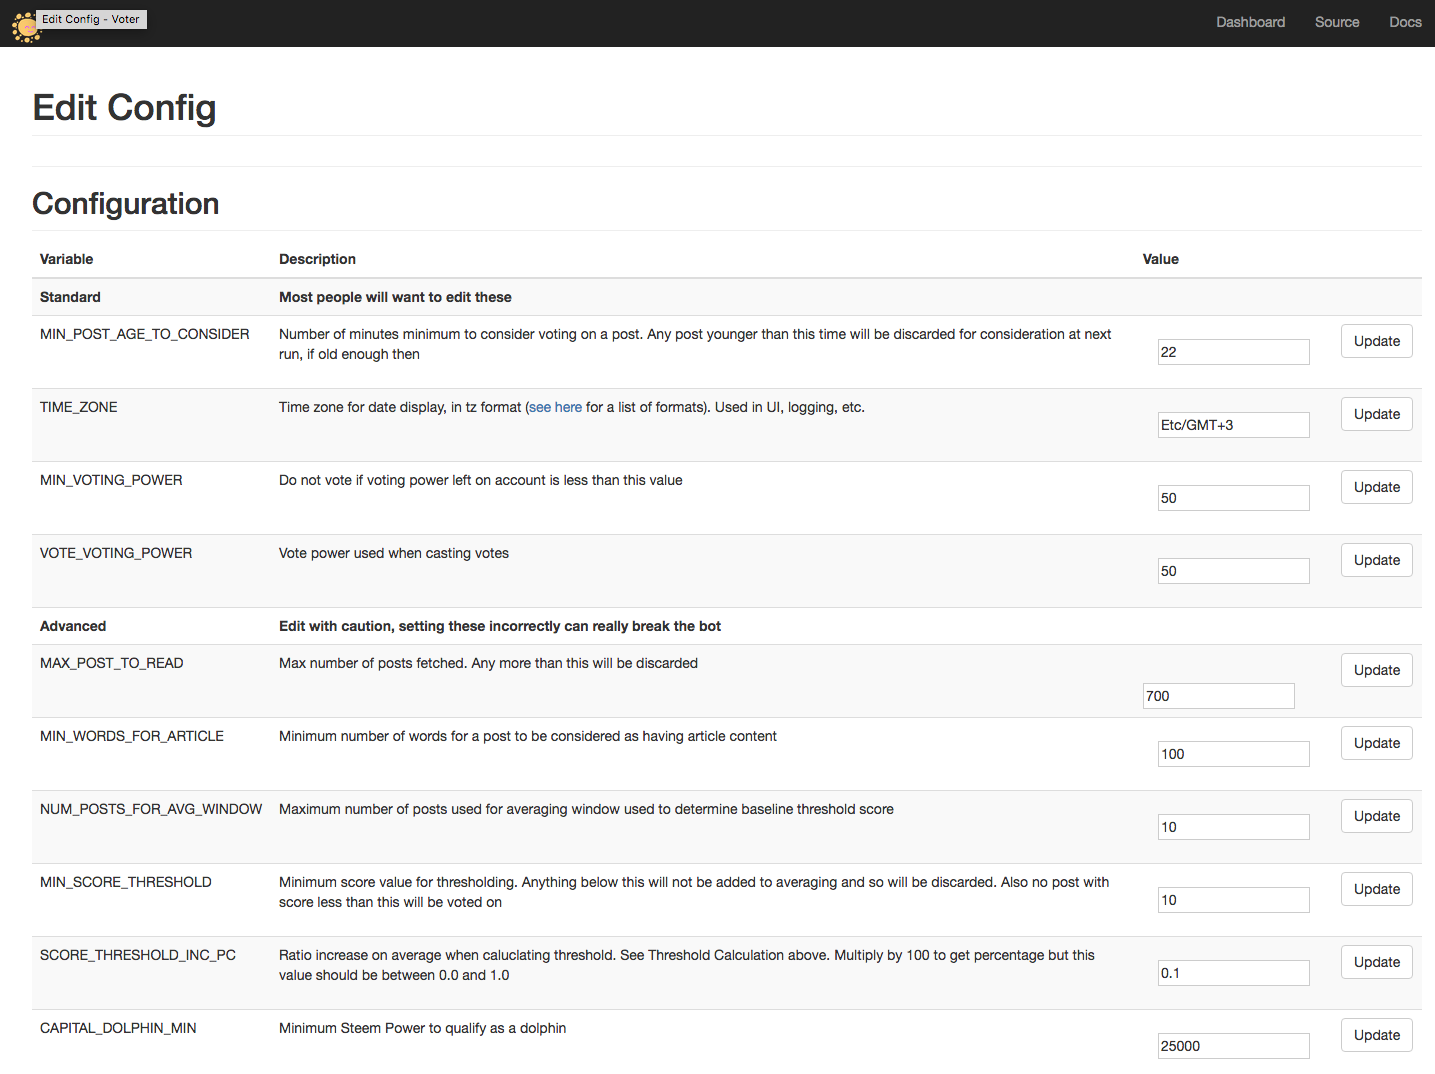 Edit Config - Voter
Dashboard Source Docs
Edit Config
Configuration
Variable Description Value
Standard Most people will want to edit these
MIN_POST_AGE_TO_CONSIDER Number of minutes minimum to consider voting on a post. Any post younger than this time will be discarded for consideration at next
run, if old enough then
22 Update
TIME_ZONE Time zone for date display, in tz format (see here for a list of formats). Used in UI, logging, etc.
Etc/GMT+3 Update
MIN_VOTING_POWER Do not vote if voting power left on account is less than this value
50 Update
VOTE_VOTING_POWER Vote power used when casting votes
50 Update
Advanced Edit with caution, setting these incorrectly can really break the bot
MAX_POST_TO_READ Max number of posts fetched. Any more than this will be discarded
700 Update
MIN_WORDS_FOR_ARTICLE Minimum number of words for a post to be considered as having article content
100 Update
NUM_POSTS_FOR_AVG_WINDOW Maximum number of posts used for averaging window used to determine baseline threshold score
10 Update
MIN_SCORE_THRESHOLD Minimum score value for thresholding. Anything below this will not be added to averaging and so will be discarded. Also no post with
score less than this will be voted on
10 Update
SCORE_THRESHOLD_INC_PC Ratio increase on average when caluclating threshold. See Threshold Calculation above. Multiply by 100 to get percentage but this
value should be between 0.0 and 1.0
0.1 Update
CAPITAL_DOLPHIN_MIN Minimum Steem Power to qualify as a dolphin
25000 Update